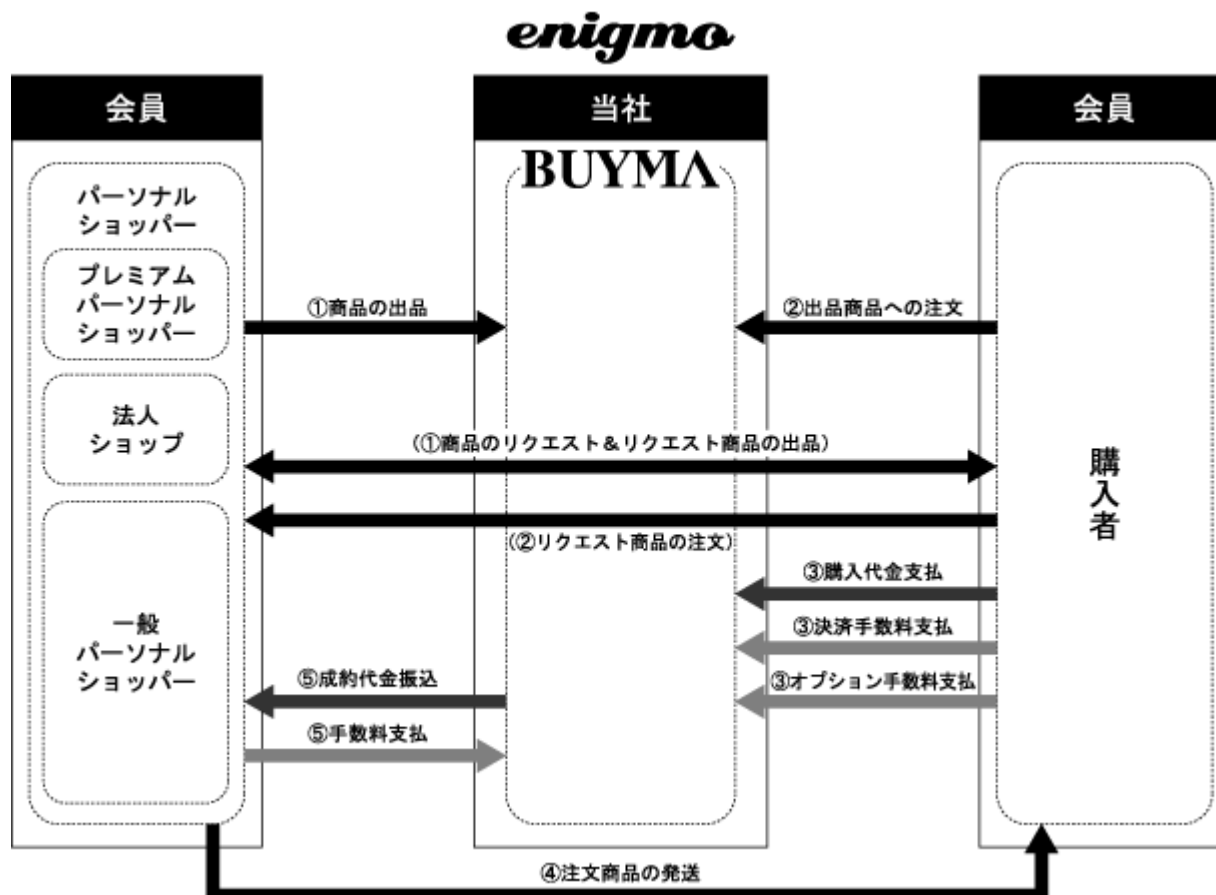 enigmo
会員
当社
会員
BUYMA
パーソナル
ショッパー
プレミアム
パーソナル
ショッパー
①商品の出品
②出品商品への注文
法人
ショップ
(①商品のリクエスト＆リクエスト商品の出品)
購入者
(②リクエスト商品の注文)
③購入代金支払
一般
パーソナル
ショッパー
③決済手数料支払
⑤成約代金振込
③オプション手数料支払
⑤手数料支払
④注文商品の発送